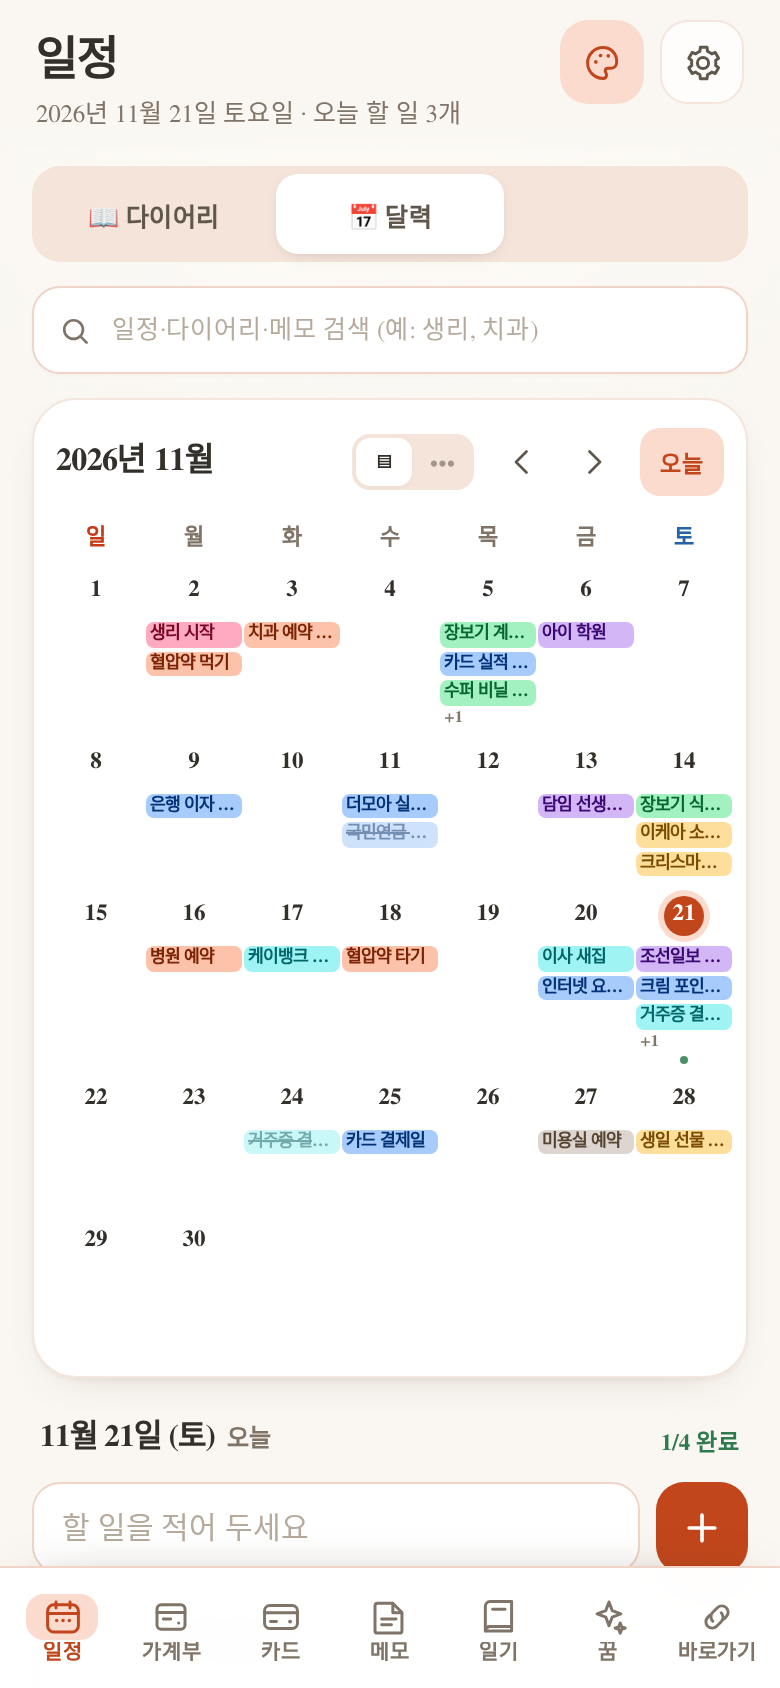 일정
2026년 11월 21일 토요일 · 오늘 할 일 3개
📖 다이어리 📅 달력
일정·다이어리·메모 검색 (예: 생리, 치과)
2026년 11월 오늘
일 월 화 수 목 금 토
1 2 3 4 5 6 7
생리 시작 치과 예약 ... 장보기 계... 아이 학원
혈압약 먹기 카드 실적 ...
수퍼 비닐 ...
+1
8 9 10 11 12 13 14
은행 이자 ... 더모아 실... 담임 선생... 장보기 식...
국민연금 ... 이케아 소...
크리스마...
15 16 17 18 19 20 21
병원 예약 케이뱅크 ... 혈압약 타기 이사 새집 조선일보 ...
인터넷 요... 크림 포인...
거주증 결...
+1
22 23 24 25 26 27 28
거주증 결... 카드 결제일 미용실 예약 생일 선물 ...
29 30
11월 21일 (토) 오늘 1/4 완료
할 일을 적어 두세요
일정 가계부 카드 메모 일기 꿈 바로가기